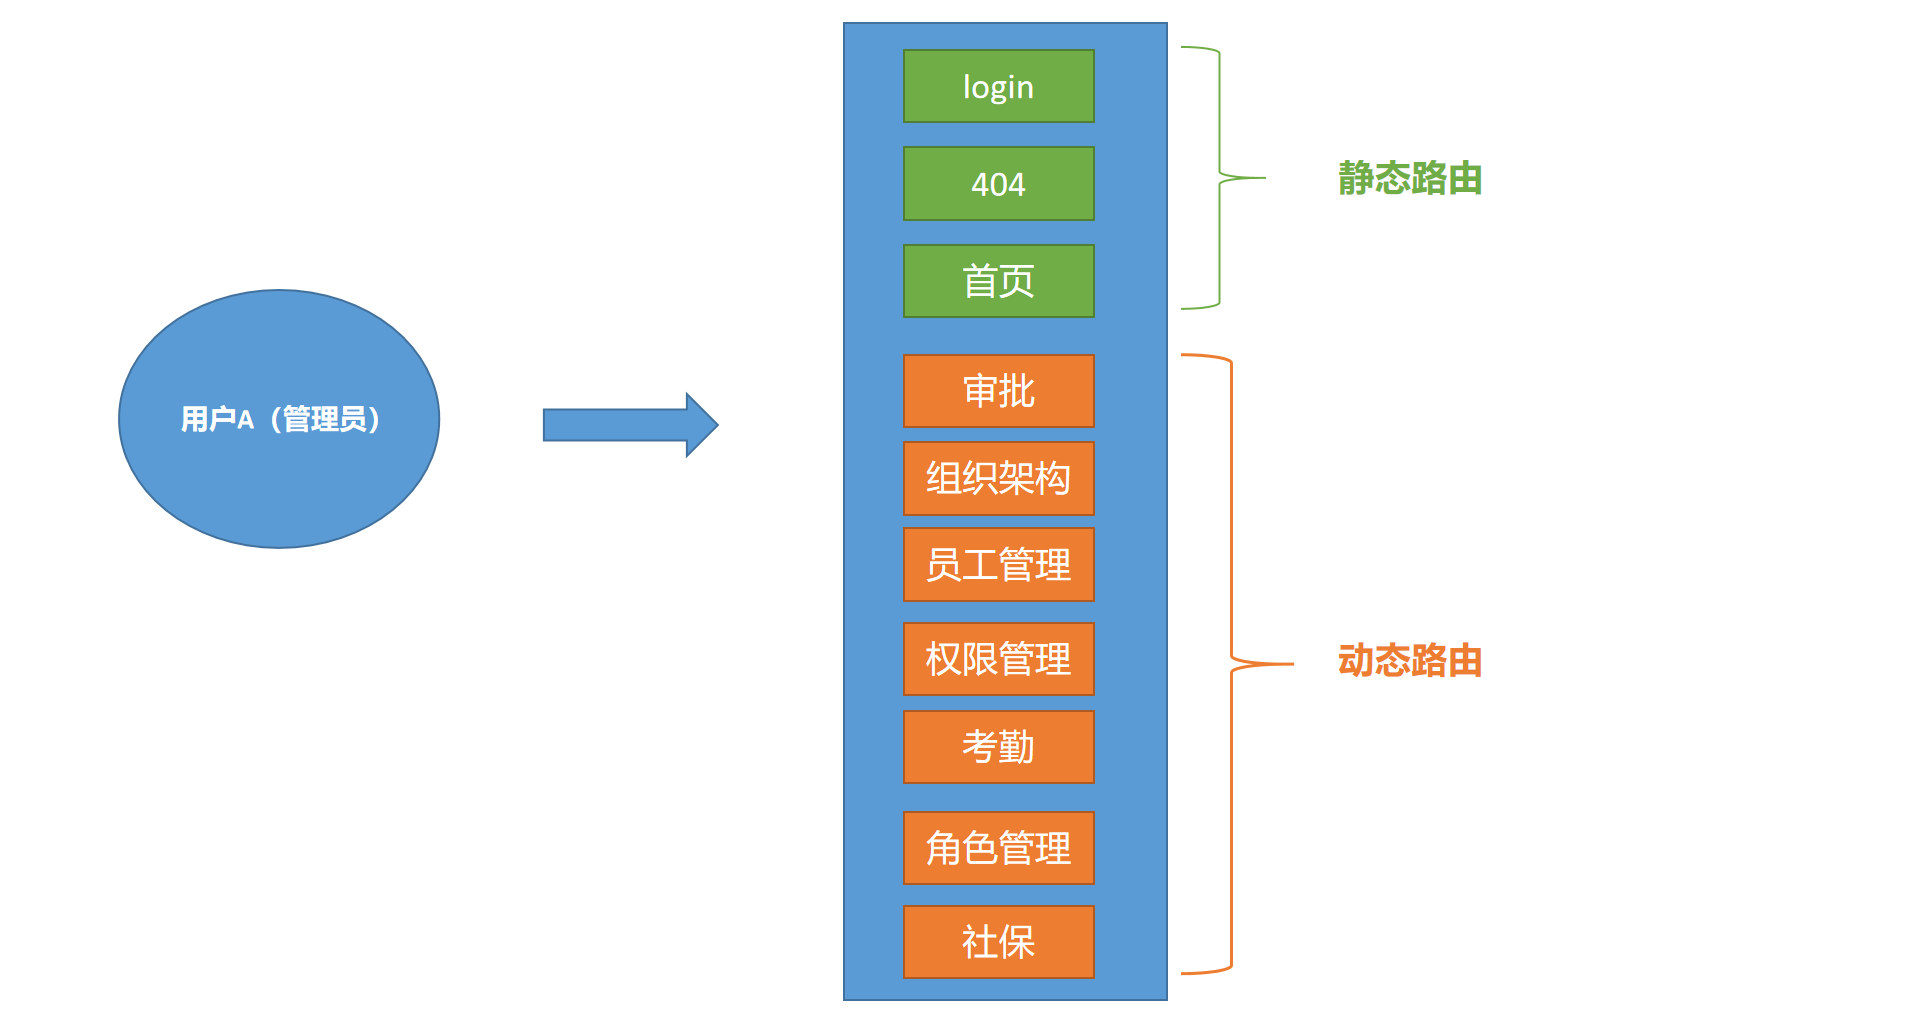 用户A（管理员）
login
404
首页
静态路由
审批
组织架构
员工管理
权限管理
考勤
角色管理
社保
动态路由